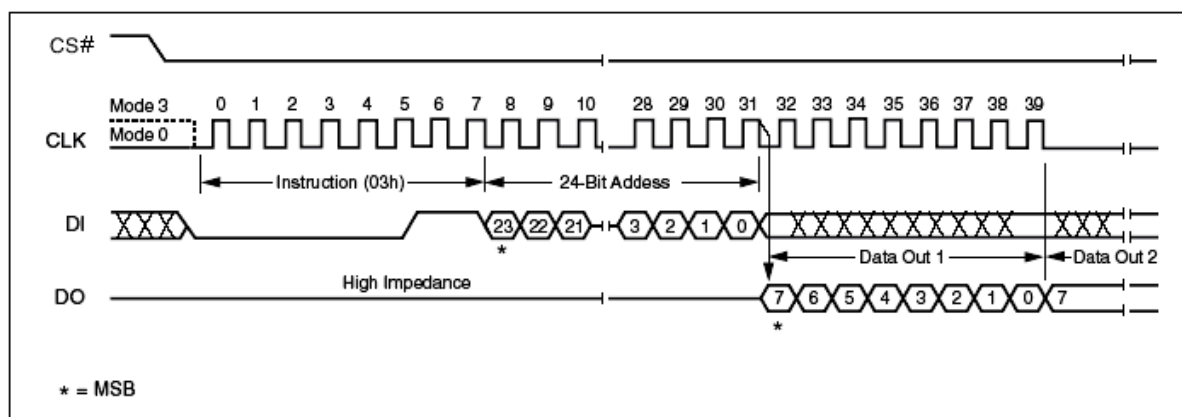 CS#
Mode 3
0 1 2 3 4 5 6 7 8 9 10 28 29 30 31 32 33 34 35 36 37 38 39
CLK
Mode 0
Instruction (03h)
24-Bit Addess
DI
23 22 21 3 2 1 0
*
Data Out 1
Data Out 2
High Impedance
DO
7 6 5 4 3 2 1 0 7
*
* = MSB